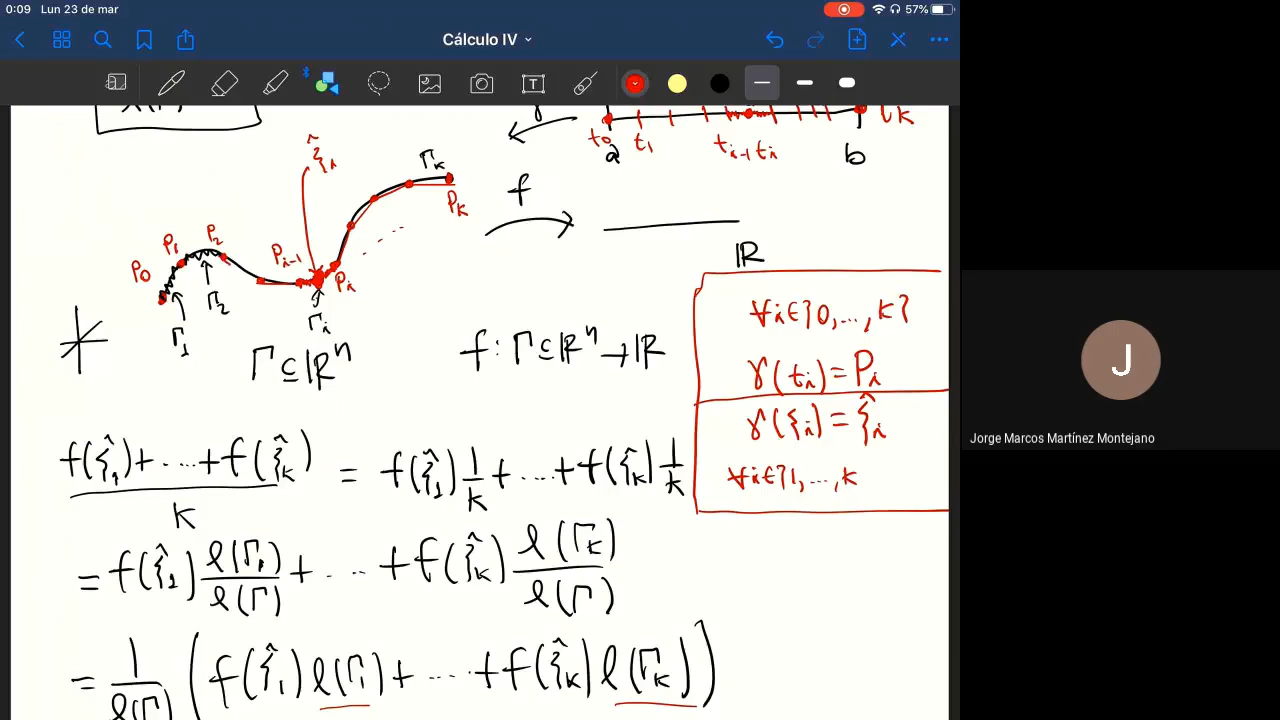 0:09 Lun 23 de mar 57%
Cálculo IV
t₀ t₁ tᵢ₋₁ tᵢ tₖ
a b
γ
ξ̂ᵢ
Γₖ
Pₖ
f
P₀ P₁ P₂ Pᵢ₋₁ Pᵢ
Γ₁ Γ₂ Γᵢ
ℝ
Γ ⊆ ℝⁿ
f: Γ ⊆ ℝⁿ → ℝ
∀i∈{0,...,k}
γ(tᵢ) = Pᵢ
γ(ξᵢ) = ξ̂ᵢ
∀i∈{1,...,k
(f(ξ̂₁)+...+f(ξ̂ₖ))/k = f(ξ̂₁) 1/k +...+ f(ξ̂ₖ) 1/k
= f(ξ̂₁) ℓ(Γ₁)/ℓ(Γ) + ... + f(ξ̂ₖ) ℓ(Γₖ)/ℓ(Γ)
= 1/ℓ(Γ) (f(ξ̂₁) ℓ(Γ₁) + ... + f(ξ̂ₖ) ℓ(Γₖ))
J
Jorge Marcos Martínez Montejano